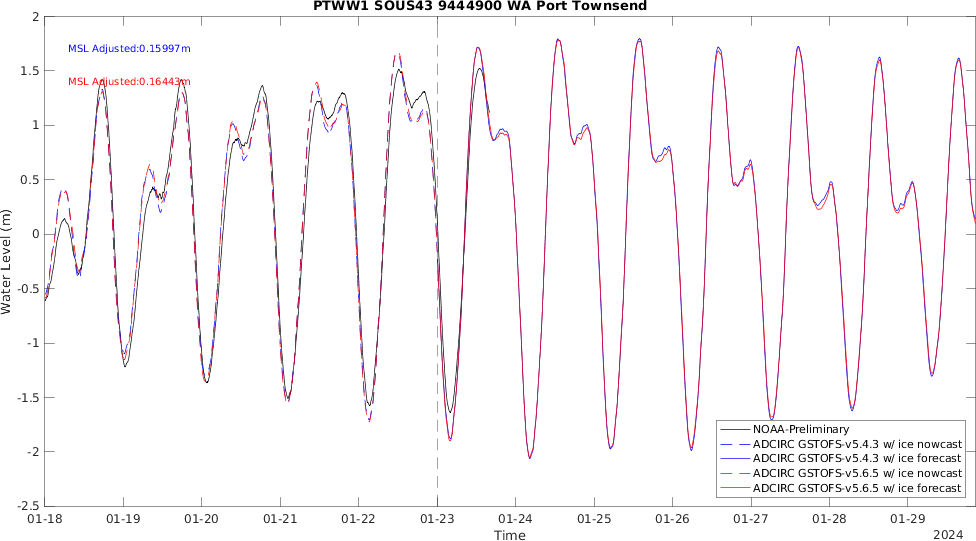 PTWW1 SOUS43 9444900 WA Port Townsend
MSL Adjusted:0.15997m
MSL Adjusted:0.16443m
2
1.5
1
0.5
0
-0.5
-1
-1.5
-2
-2.5
Water Level (m)
NOAA-Preliminary
ADCIRC GSTOFS-v5.4.3 w/ ice nowcast
ADCIRC GSTOFS-v5.4.3 w/ ice forecast
ADCIRC GSTOFS-v5.6.5 w/ ice nowcast
ADCIRC GSTOFS-v5.6.5 w/ ice forecast
01-18 01-19 01-20 01-21 01-22 01-23 01-24 01-25 01-26 01-27 01-28 01-29
Time
2024